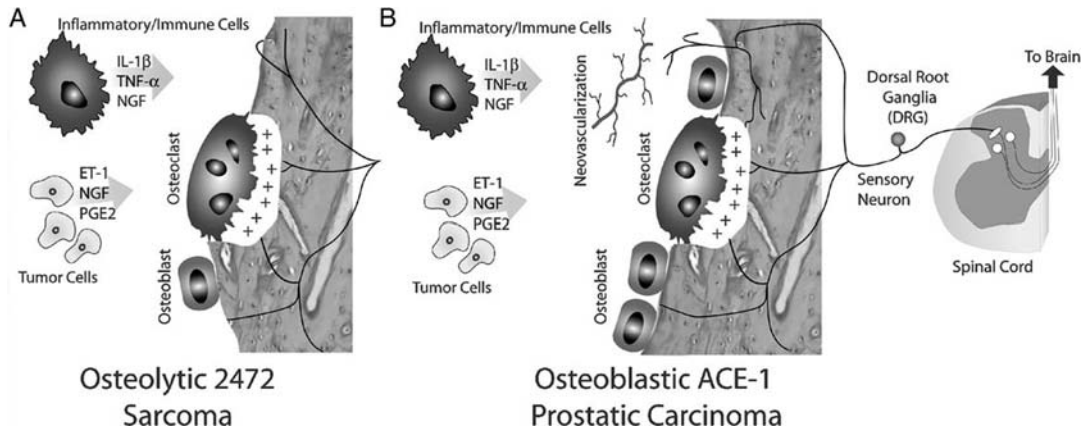 A
Inflammatory/Immune Cells
IL-1β
TNF-α
NGF
ET-1
NGF
PGE2
Tumor Cells
Osteoclast
Osteoblast
+
+
+
+
+
+
+
Osteolytic 2472
Sarcoma
B
Inflammatory/Immune Cells
IL-1β
TNF-α
NGF
ET-1
NGF
PGE2
Tumor Cells
Neovascularization
Osteoclast
Osteoblast
+
+
+
+
+
+
+
Osteoblastic ACE-1
Prostatic Carcinoma
Dorsal Root
Ganglia
(DRG)
Sensory
Neuron
To Brain
Spinal Cord